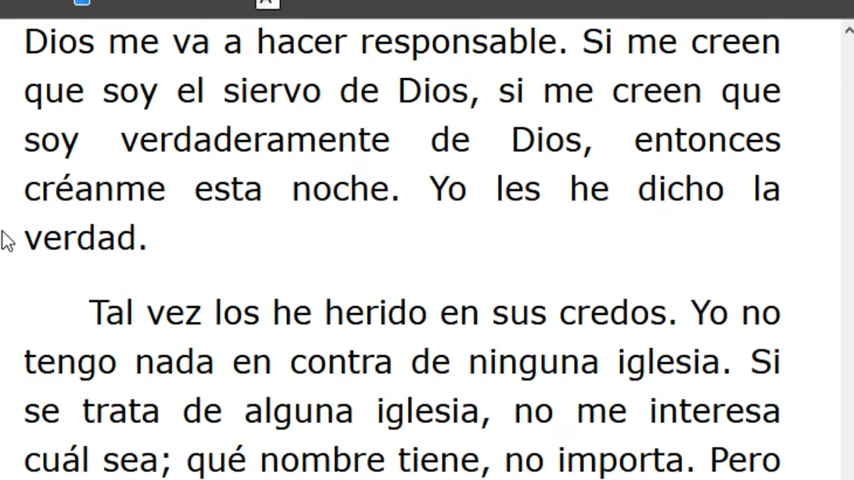 Dios me va a hacer responsable. Si me creen
que soy el siervo de Dios, si me creen que
soy verdaderamente de Dios, entonces
créanme esta noche. Yo les he dicho la
verdad.
Tal vez los he herido en sus credos. Yo no
tengo nada en contra de ninguna iglesia. Si
se trata de alguna iglesia, no me interesa
cuál sea; qué nombre tiene, no importa. Pero